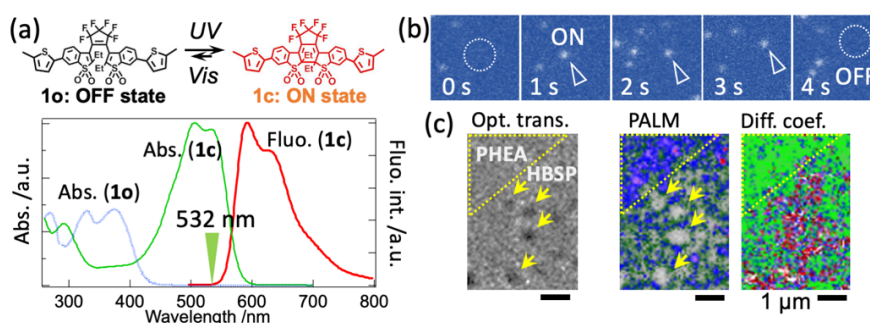 (a)
F F F F F F
S S
Et
Et
S S
O O O O
UV
Vis
F F F F F F
S S
Et
Et
S S
O O O O
1o: OFF state
1c: ON state
Abs. /a.u.
Abs. (1o)
Abs. (1c)
Fluo. (1c)
532 nm
Fluo. int. /a.u.
300 400 500 600 700 800
Wavelength /nm
(b)
0 s
ON
1 s
2 s
3 s
4 s
OFF
(c)
Opt. trans. PALM Diff. coef.
PHEA
HBSP
1 µm